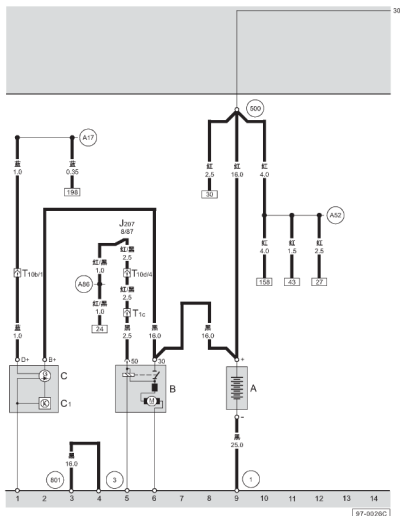 30
500
A17
蓝
1.0
蓝
0.35
198
红
2.5
30
红
16.0
红
4.0
A52
J207
8/87
红/黑
2.5
红/黑
1.0
T10b/1
A86
T10d/4
红/黑
1.0
红/黑
2.5
24
T1c
红
4.0
红
1.5
红
2.5
158
43
27
蓝
1.0
黑
2.5
黑
16.0
黑
16.0
D+
B+
50
30
+
C
C1
B
M
A
-
黑
16.0
黑
25.0
801
3
1
1 2 3 4 5 6 7 8 9 10 11 12 13 14
97-0026C